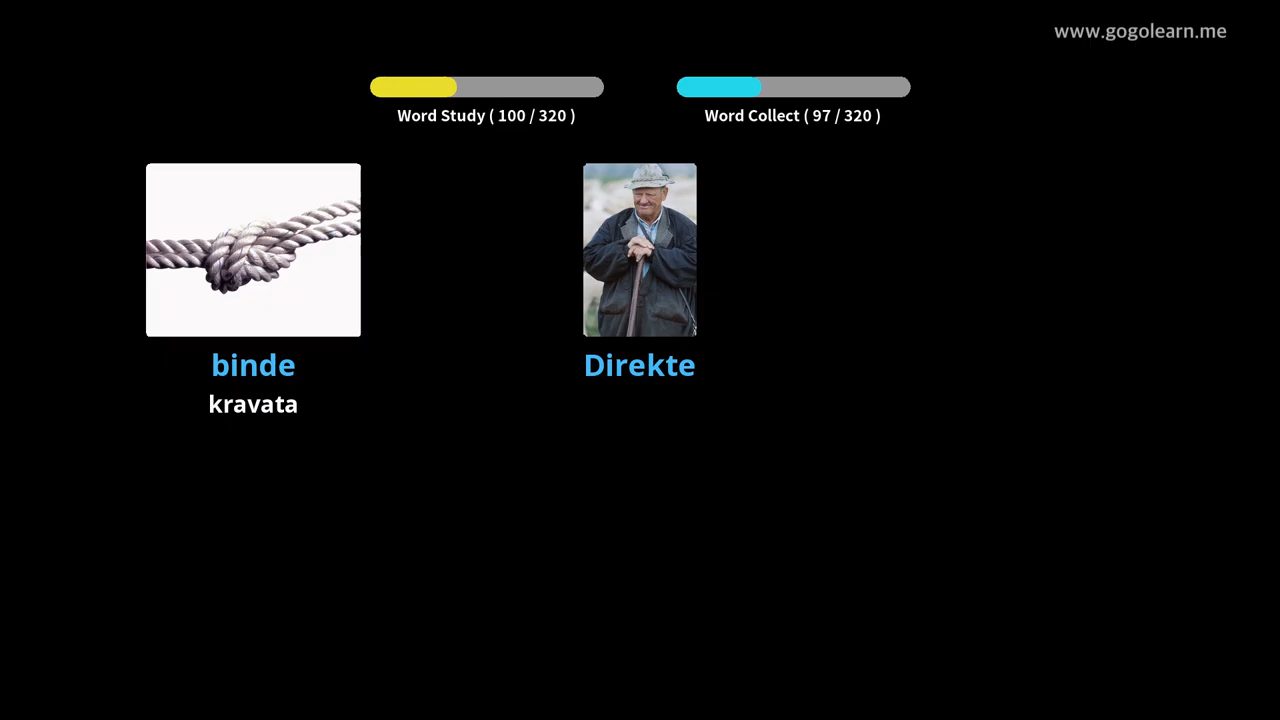 www.gogolearn.me
Word Study ( 100 / 320 )
Word Collect ( 97 / 320 )
binde
kravata
Direkte